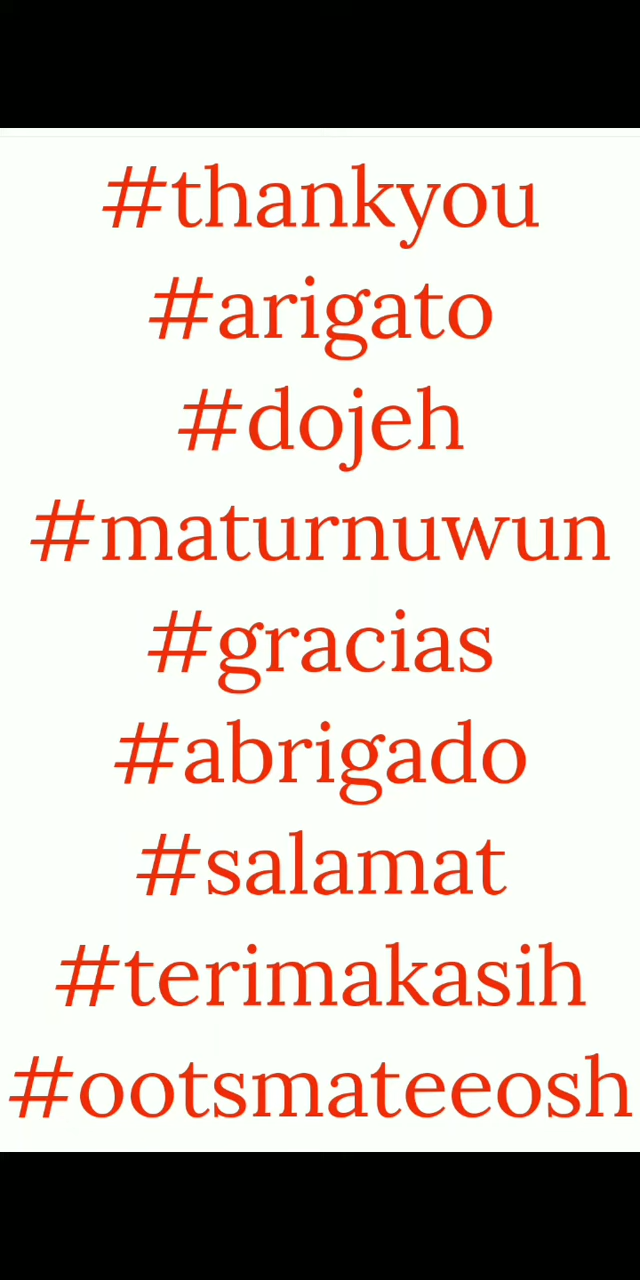 #thankyou
#arigato
#dojeh
#maturnuwun
#gracias
#abrigado
#salamat
#terimakasih
#ootsmateeosh